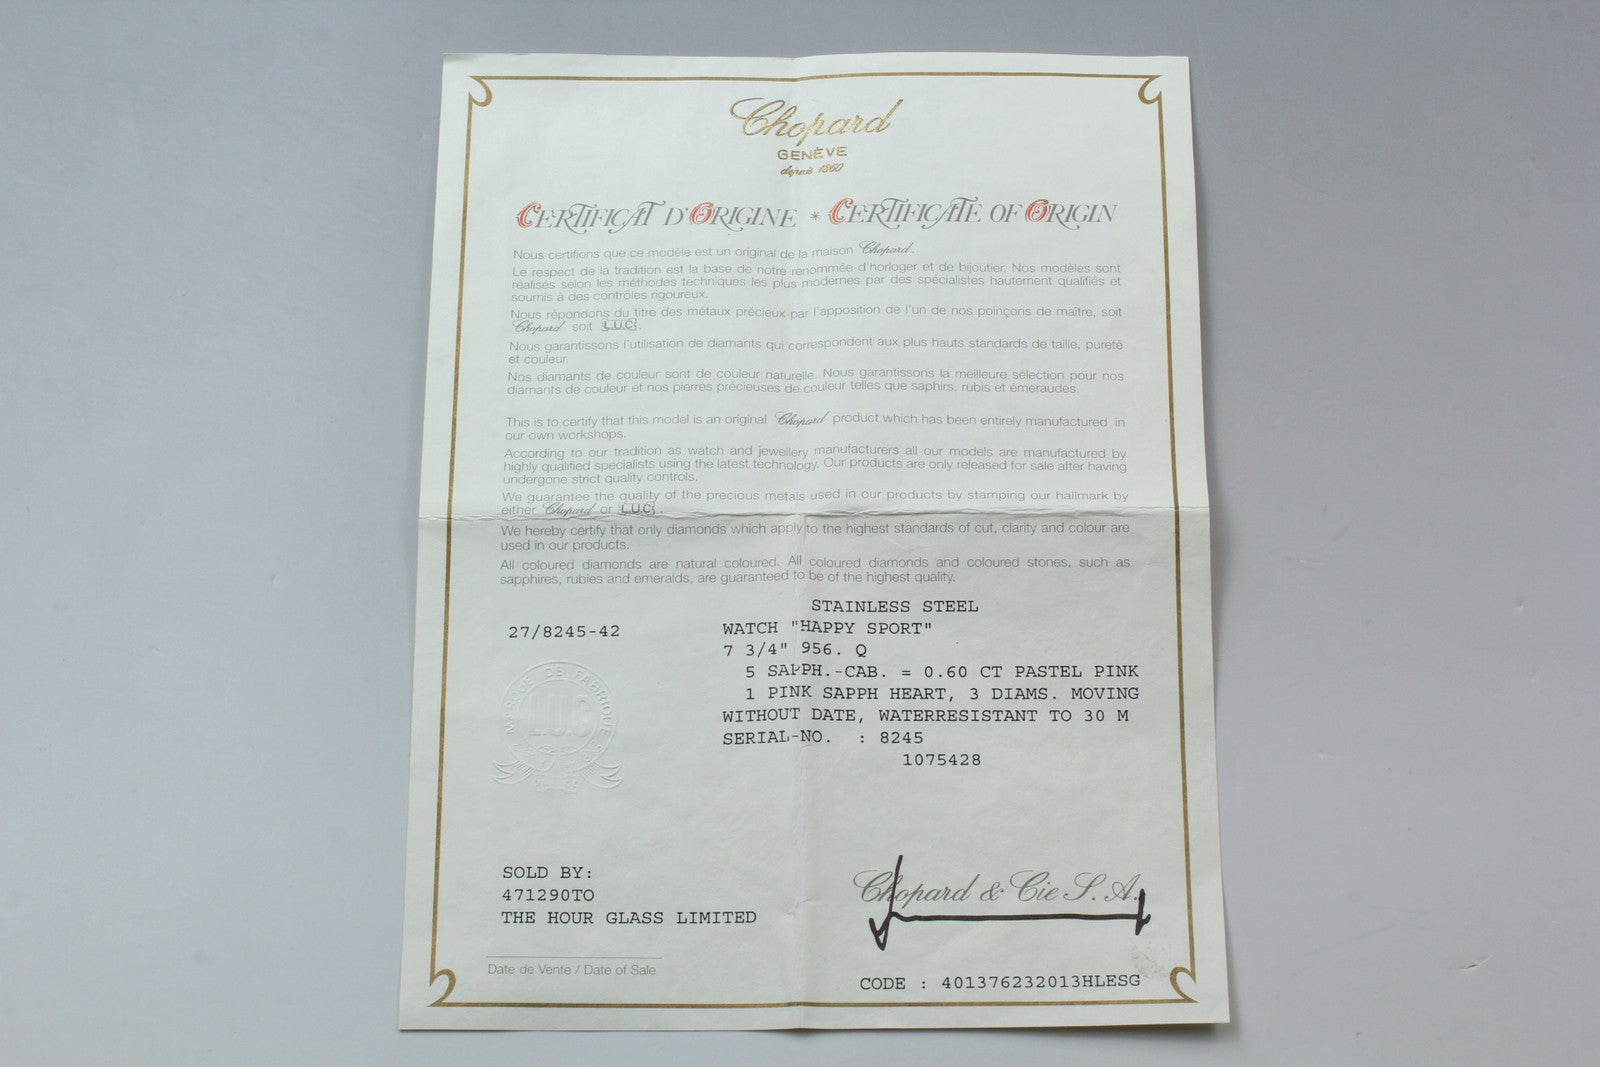 Chopard
GENÈVE
depuis 1860
CERTIFICAT D'ORIGINE * CERTIFICATE OF ORIGIN
Nous certifions que ce modèle est un original de la maison Chopard.
Le respect de la tradition est la base de notre renommée d'horloger et de bijoutier. Nos modèles sont
réalisés selon les méthodes techniques les plus modernes par des spécialistes hautement qualifiés et
soumis à des contrôles rigoureux.
Nous répondons du titre des métaux précieux par l'apposition de l'un de nos poinçons de maître, soit
Chopard soit L.U.C.
Nous garantissons l'utilisation de diamants qui correspondent aux plus hauts standards de taille, pureté
et couleur.
Nos diamants de couleur sont de couleur naturelle. Nous garantissons la meilleure sélection pour nos
diamants de couleur et nos pierres précieuses de couleur telles que saphirs, rubis et émeraudes.
This is to certify that this model is an original Chopard product which has been entirely manufactured in
our own workshops.
According to our tradition as watch and jewellery manufacturers all our models are manufactured by
highly qualified specialists using the latest technology. Our products are only released for sale after having
undergone strict quality controls.
We guarantee the quality of the precious metals used in our products by stamping our hallmark by
either Chopard or L.U.C.
We hereby certify that only diamonds which apply to the highest standards of cut, clarity and colour are
used in our products.
All coloured diamonds are natural coloured. All coloured diamonds and coloured stones, such as
sapphires, rubies and emeralds, are guaranteed to be of the highest quality.
STAINLESS STEEL
27/8245-42 WATCH "HAPPY SPORT"
7 3/4" 956. Q
5 SAPPH.-CAB. = 0.60 CT PASTEL PINK
1 PINK SAPPH HEART, 3 DIAMS. MOVING
WITHOUT DATE, WATERRESISTANT TO 30 M
SERIAL-NO. : 8245
1075428
MARQUE DE FABRIQUE
L.U.C
SOLD BY:
471290TO
THE HOUR GLASS LIMITED
Chopard & Cie S. A.
Date de Vente / Date of Sale
CODE : 401376232013HLESG